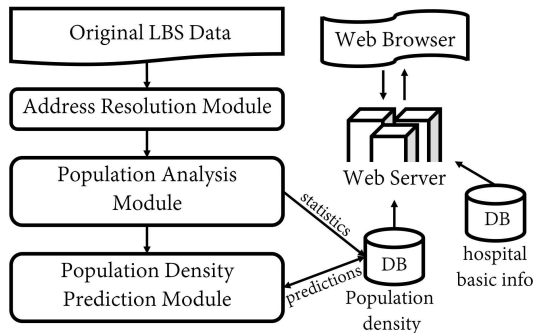 Original LBS Data
Address Resolution Module
Population Analysis
Module
Population Density
Prediction Module
statistics
predictions
Web Browser
Web Server
DB
Population
density
DB
hospital
basic info